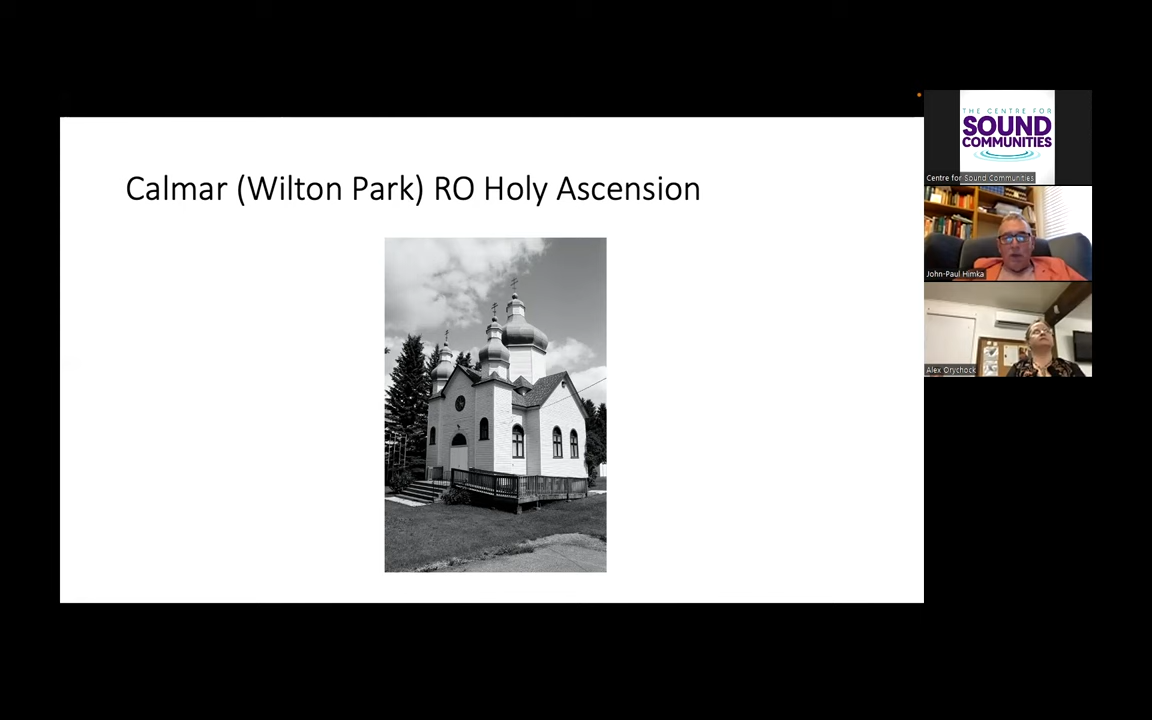 Calmar (Wilton Park) RO Holy Ascension
THE CENTRE FOR
SOUND
COMMUNITIES
Centre for Sound Communities
John-Paul Himka
Alex Orychock